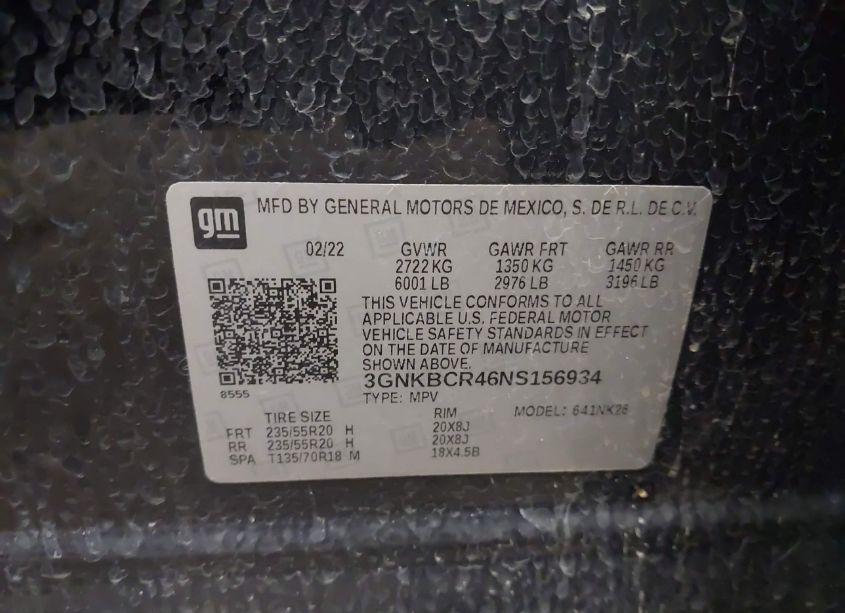 gm MFD BY GENERAL MOTORS DE MEXICO, S. DE R.L. DE C.V.
02/22 GVWR GAWR FRT GAWR RR
2722 KG 1350 KG 1450 KG
6001 LB 2976 LB 3196 LB
THIS VEHICLE CONFORMS TO ALL
APPLICABLE U.S. FEDERAL MOTOR
VEHICLE SAFETY STANDARDS IN EFFECT
ON THE DATE OF MANUFACTURE
SHOWN ABOVE.
3GNKBCR46NS156934
8555 TYPE: MPV MODEL: 641NK26
TIRE SIZE RIM
FRT 235/55R20 H 20X8J
RR 235/55R20 H 20X8J
SPA T135/70R18 M 18X4.5B